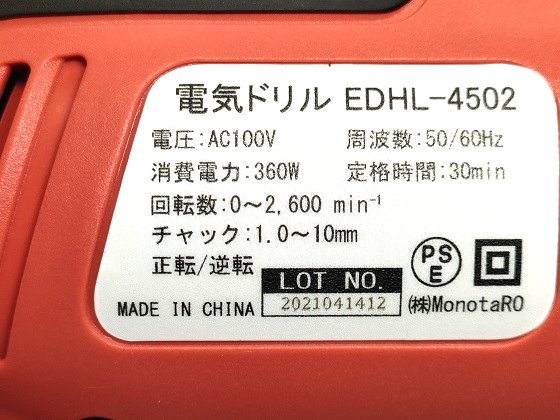 電気ドリル EDHL-4502
電圧:AC100V 周波数:50/60Hz
消費電力:360W 定格時間:30min
回転数:0～2,600 min⁻¹
チャック:1.0～10mm
正転/逆転
PS
E
LOT NO.
2021041412
MADE IN CHINA
㈱MonotaRO